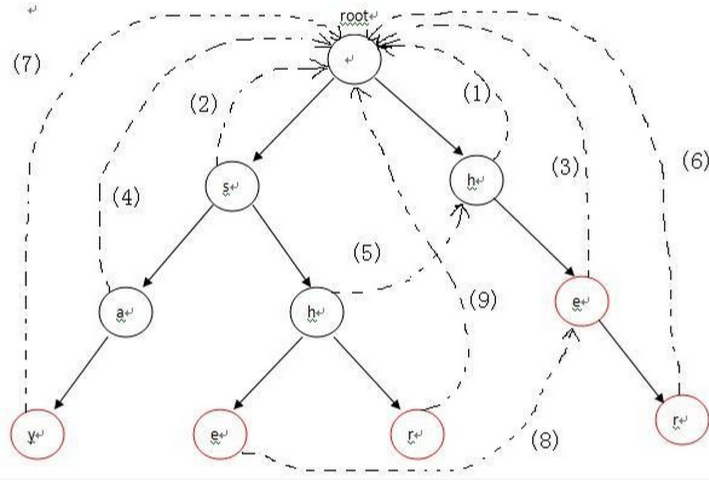 root
(7)
(2)
(1)
(4)
(3)
(6)
s
h
(5)
a
h
(9)
e
y
e
r
(8)
r